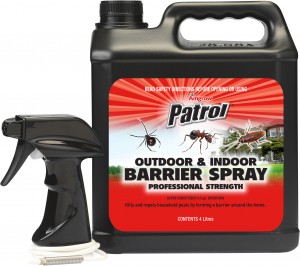 READ SAFETY DIRECTIONS BEFORE OPENING OR USING
Kiwicare
Patrol
OUTDOOR & INDOOR
BARRIER SPRAY
PROFESSIONAL STRENGTH
Kills and repels household pests by forming a barrier around the home.
CONTENTS 4 Litres